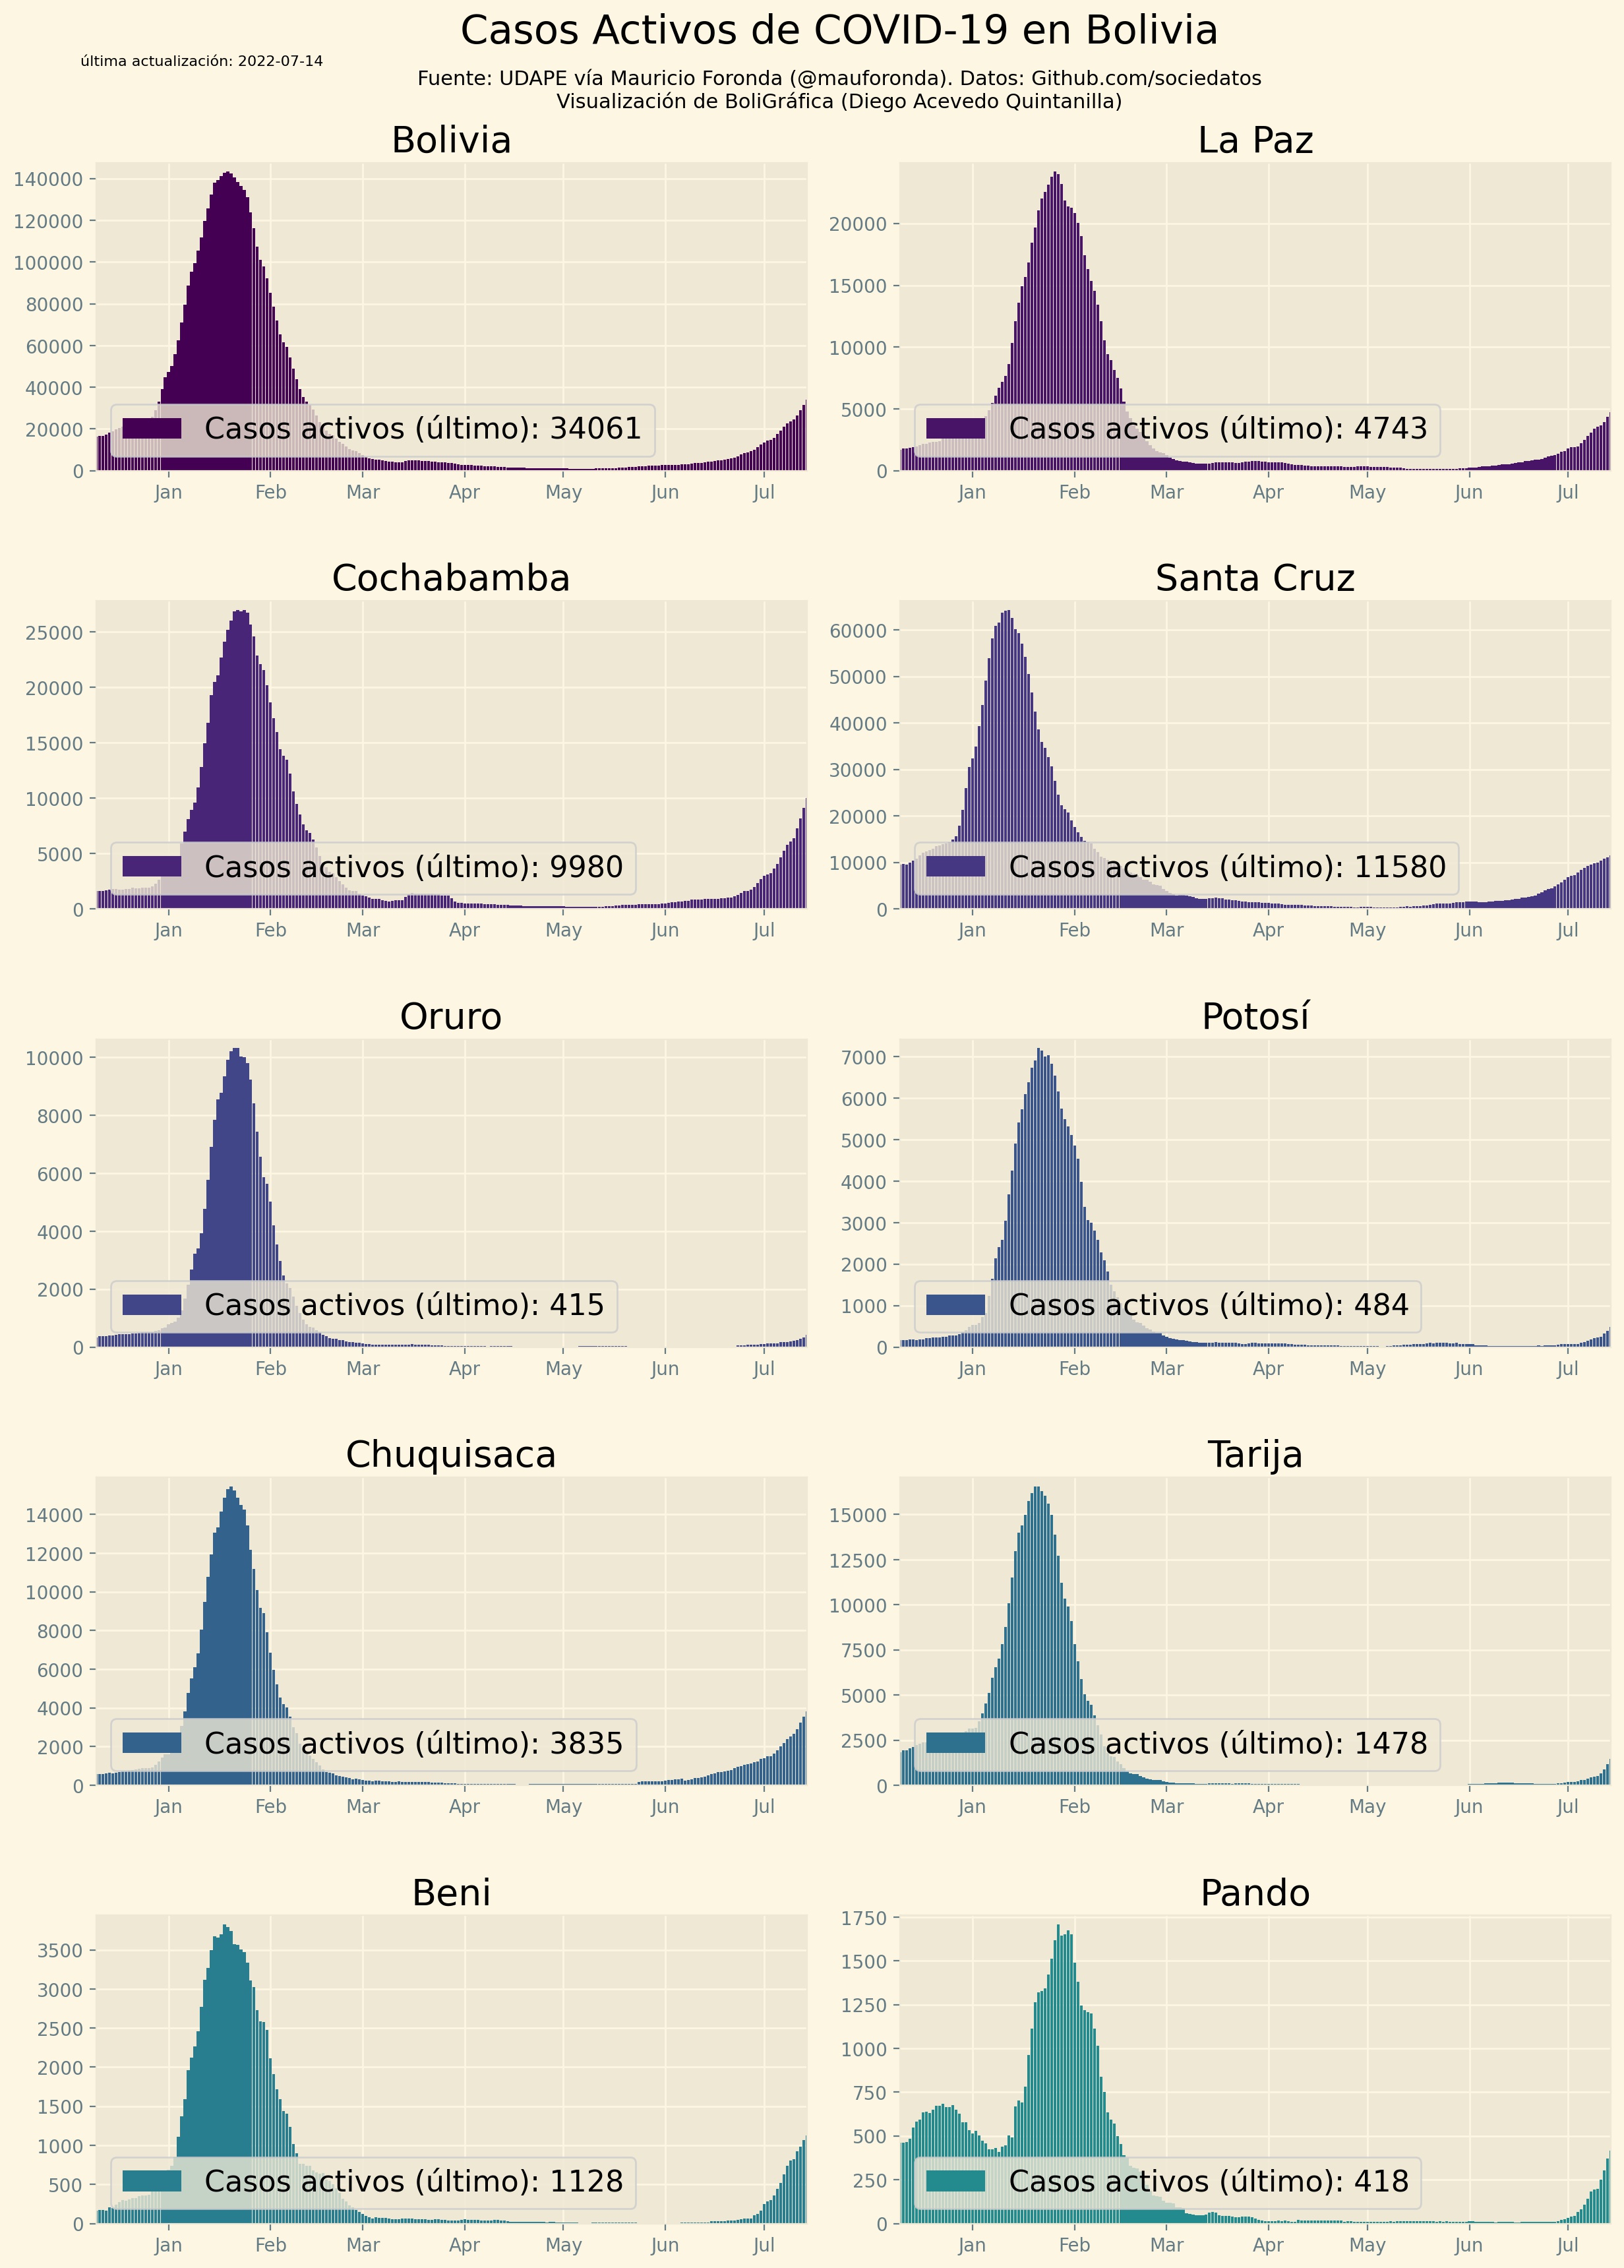 Casos Activos de COVID-19 en Bolivia
última actualización: 2022-07-14
Fuente: UDAPE vía Mauricio Foronda (@mauforonda). Datos: Github.com/sociedatos
Visualización de BoliGráfica (Diego Acevedo Quintanilla)
Bolivia
140000
120000
100000
80000
60000
40000
20000
0
Casos activos (último): 34061
Jan Feb Mar Apr May Jun Jul
La Paz
20000
15000
10000
5000
0
Casos activos (último): 4743
Jan Feb Mar Apr May Jun Jul
Cochabamba
25000
20000
15000
10000
5000
0
Casos activos (último): 9980
Jan Feb Mar Apr May Jun Jul
Santa Cruz
60000
50000
40000
30000
20000
10000
0
Casos activos (último): 11580
Jan Feb Mar Apr May Jun Jul
Oruro
10000
8000
6000
4000
2000
0
Casos activos (último): 415
Jan Feb Mar Apr May Jun Jul
Potosí
7000
6000
5000
4000
3000
2000
1000
0
Casos activos (último): 484
Jan Feb Mar Apr May Jun Jul
Chuquisaca
14000
12000
10000
8000
6000
4000
2000
0
Casos activos (último): 3835
Jan Feb Mar Apr May Jun Jul
Tarija
15000
12500
10000
7500
5000
2500
0
Casos activos (último): 1478
Jan Feb Mar Apr May Jun Jul
Beni
3500
3000
2500
2000
1500
1000
500
0
Casos activos (último): 1128
Jan Feb Mar Apr May Jun Jul
Pando
1750
1500
1250
1000
750
500
250
0
Casos activos (último): 418
Jan Feb Mar Apr May Jun Jul